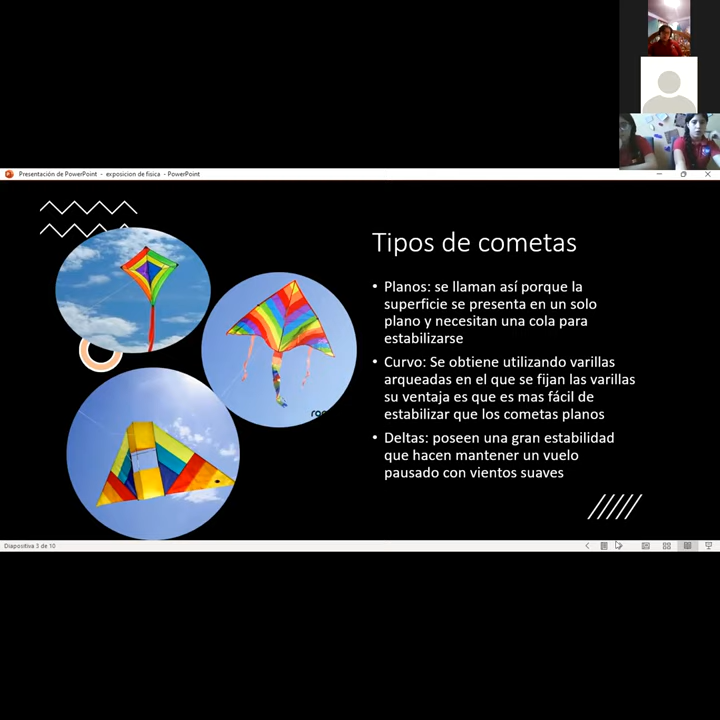 Presentación de PowerPoint - exposicion de fisica - PowerPoint
Tipos de cometas
• Planos: se llaman así porque la
superficie se presenta en un solo
plano y necesitan una cola para
estabilizarse
• Curvo: Se obtiene utilizando varillas
arqueadas en el que se fijan las varillas
su ventaja es que es mas fácil de
estabilizar que los cometas planos
• Deltas: poseen una gran estabilidad
que hacen mantener un vuelo
pausado con vientos suaves
Diapositiva 3 de 10